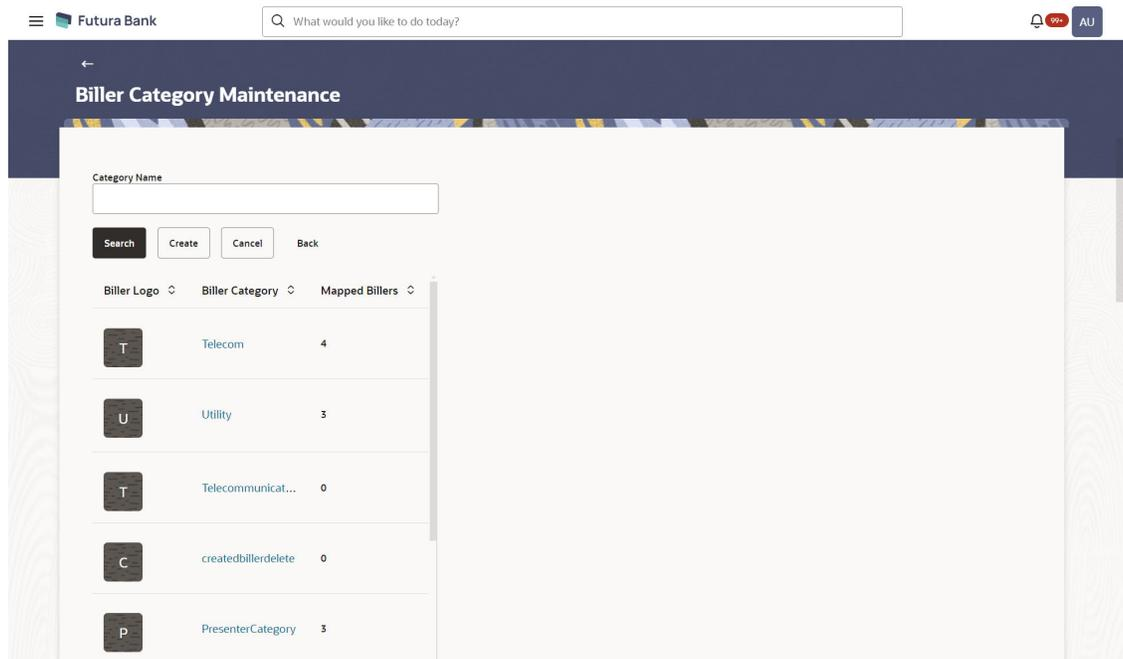 Futura Bank
What would you like to do today?
99+
AU
Biller Category Maintenance
Category Name
Search Create Cancel Back
Biller Logo Biller Category Mapped Billers
T Telecom 4
U Utility 3
T Telecommunicat... 0
C createdbillerdelete 0
P PresenterCategory 3